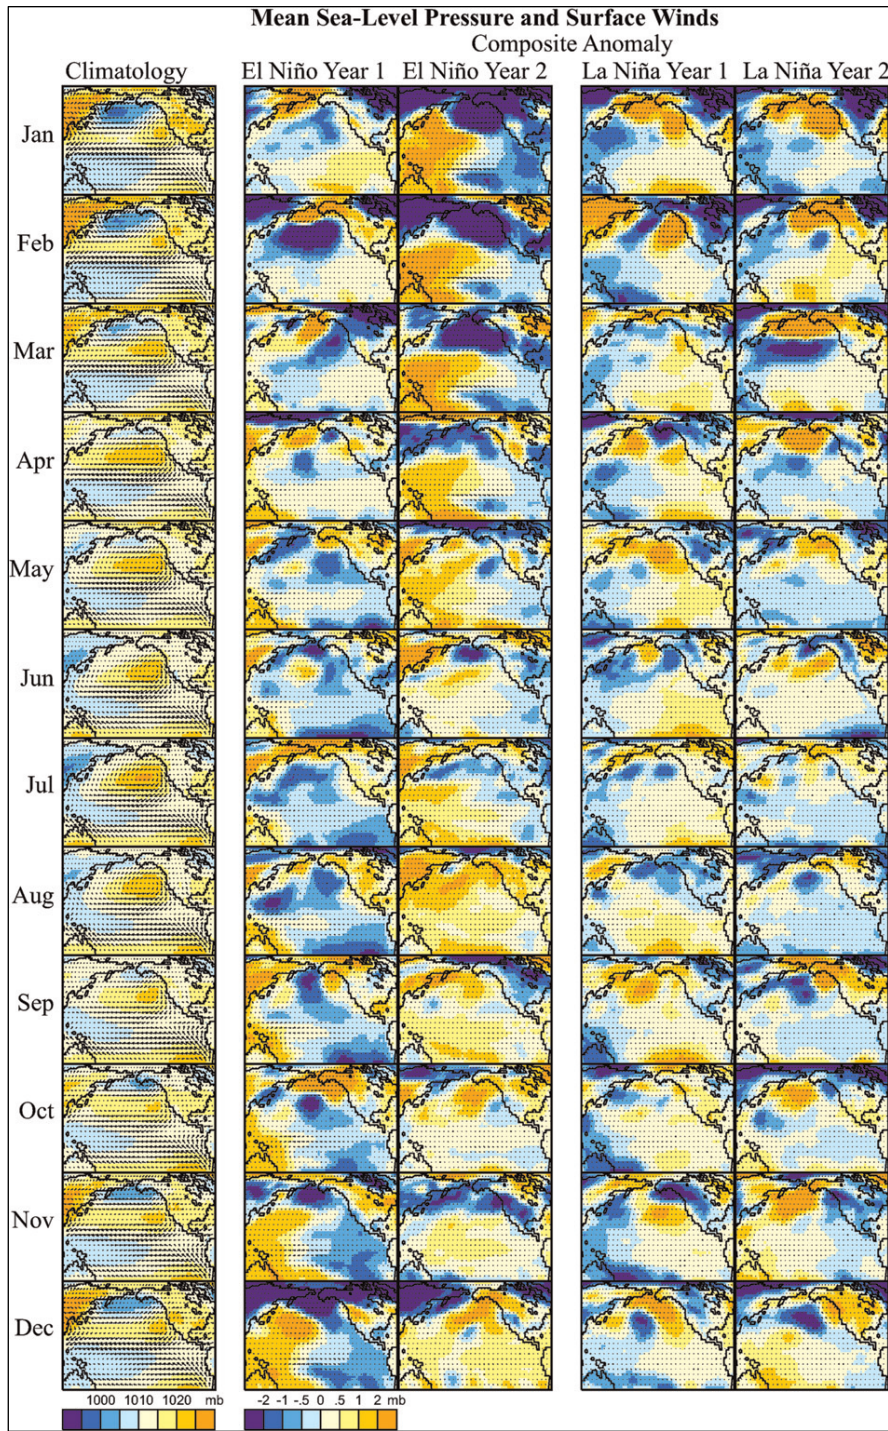 Mean Sea-Level Pressure and Surface Winds
Composite Anomaly
Climatology El Niño Year 1 El Niño Year 2 La Niña Year 1 La Niña Year 2
Jan
Feb
Mar
Apr
May
Jun
Jul
Aug
Sep
Oct
Nov
Dec
1000 1010 1020 mb -2 -1 -.5 0 .5 1 2 mb